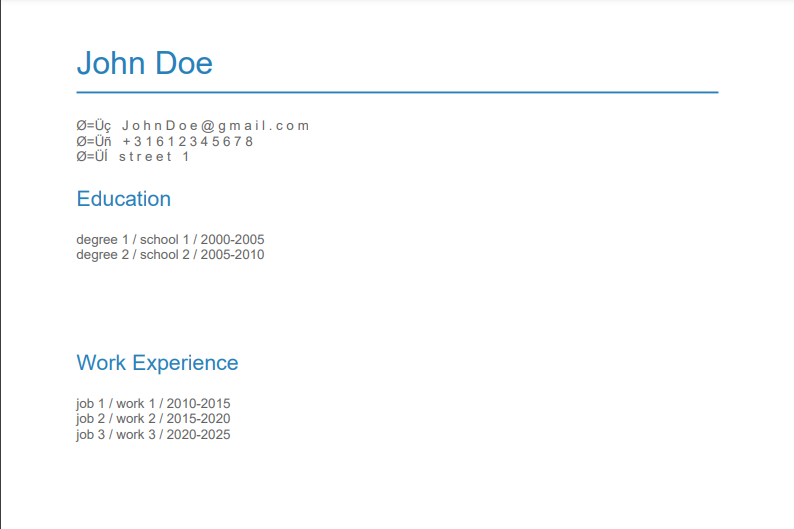 John Doe
Ø=Üç JohnDoe@gmail.com
Ø=Üñ +31612345678
Ø=ÜÍ street 1
Education
degree 1 / school 1 / 2000-2005
degree 2 / school 2 / 2005-2010
Work Experience
job 1 / work 1 / 2010-2015
job 2 / work 2 / 2015-2020
job 3 / work 3 / 2020-2025